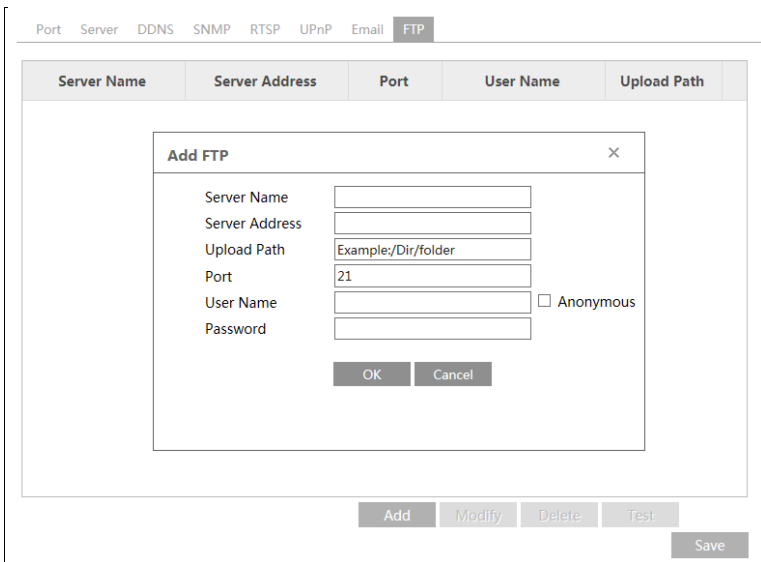 Port Server DDNS SNMP RTSP UPnP Email FTP
Server Name Server Address Port User Name Upload Path
Add FTP ×
Server Name
Server Address
Upload Path Example:/Dir/folder
Port 21
User Name Anonymous
Password
OK Cancel
Add Modify Delete Test
Save